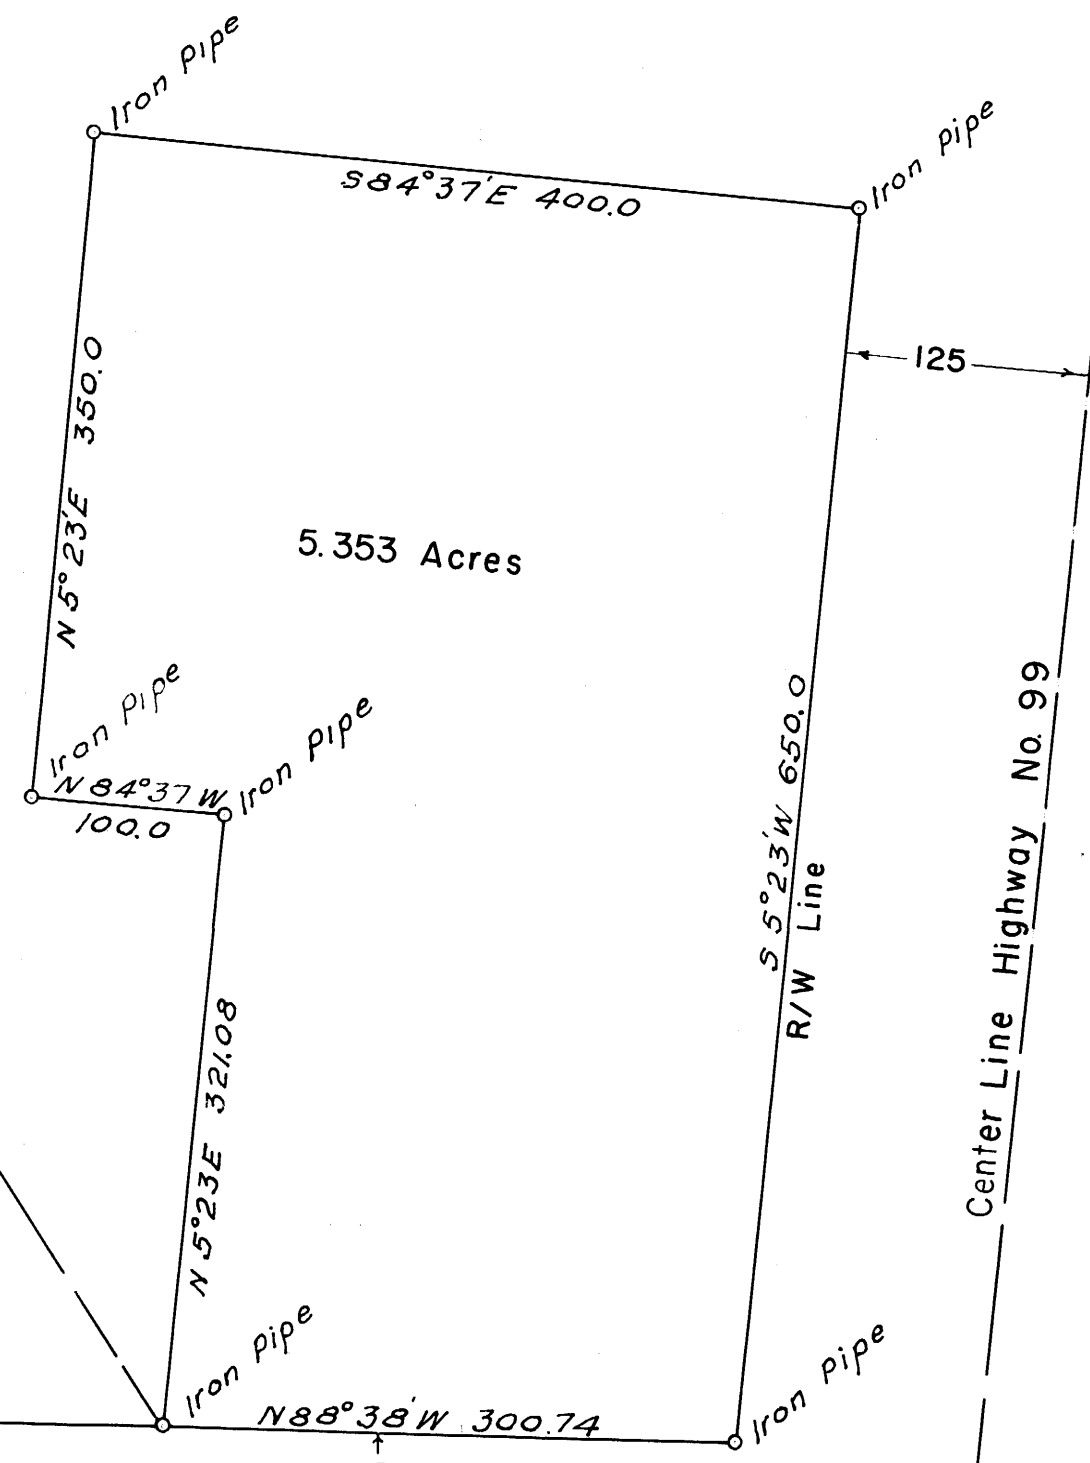 Iron Pipe
Iron Pipe
S84°37'E 400.0
125
N 5°23'E 350.0
5.353 Acres
Iron Pipe
Iron Pipe
N 84°37 W
100.0
S 5°23'W 650.0
R/W Line
Center Line Highway No. 99
N 5°23E 321.08
Iron Pipe
Iron Pipe
N88°38'W 300.74